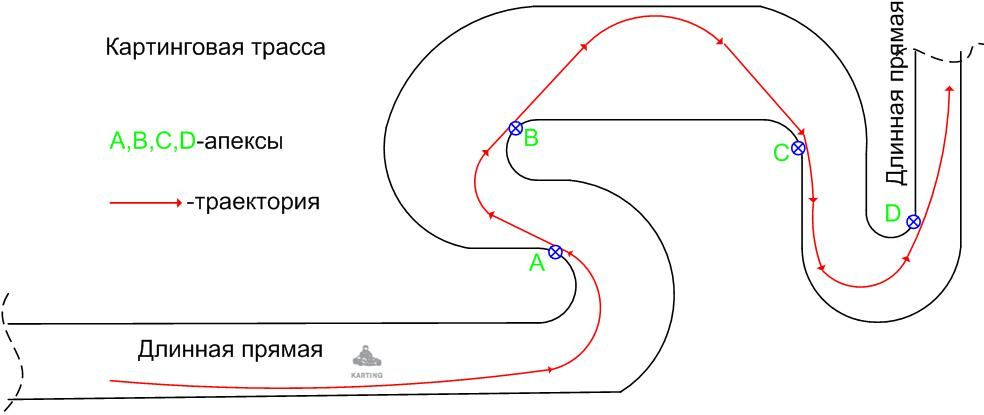 Картинговая трасса
A,B,C,D-апексы
-траектория
A
B
C
D
Длинная прямая
Длинная прямая
KARTING